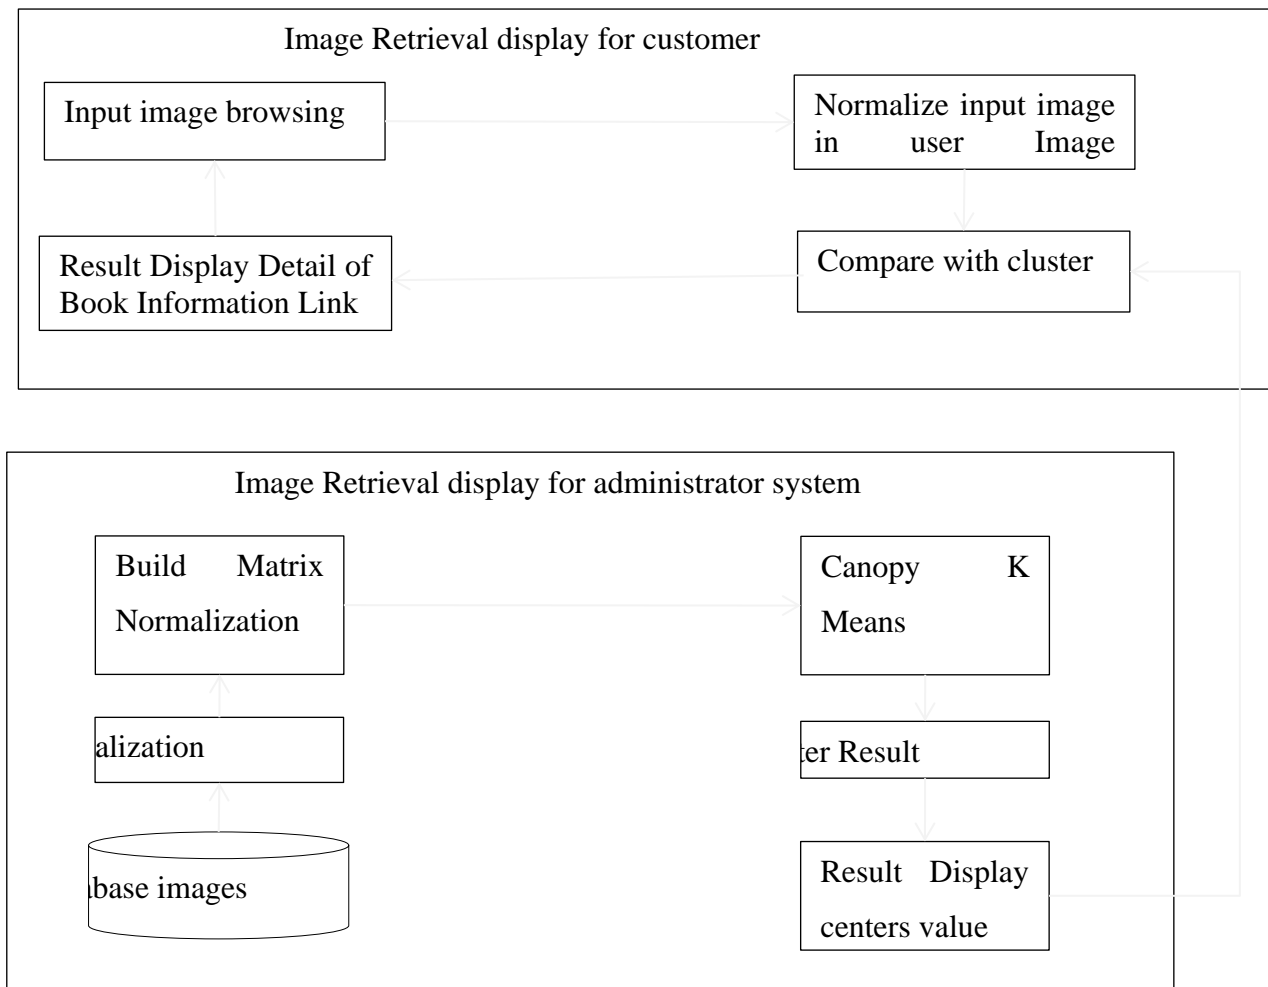 Image Retrieval display for customer
Input image browsing
Normalize input image
in user Image
Result Display Detail of
Book Information Link
Compare with cluster
Image Retrieval display for administrator system
Build Matrix
Normalization
Canopy K
Means
alization
ter Result
abase images
Result Display
centers value